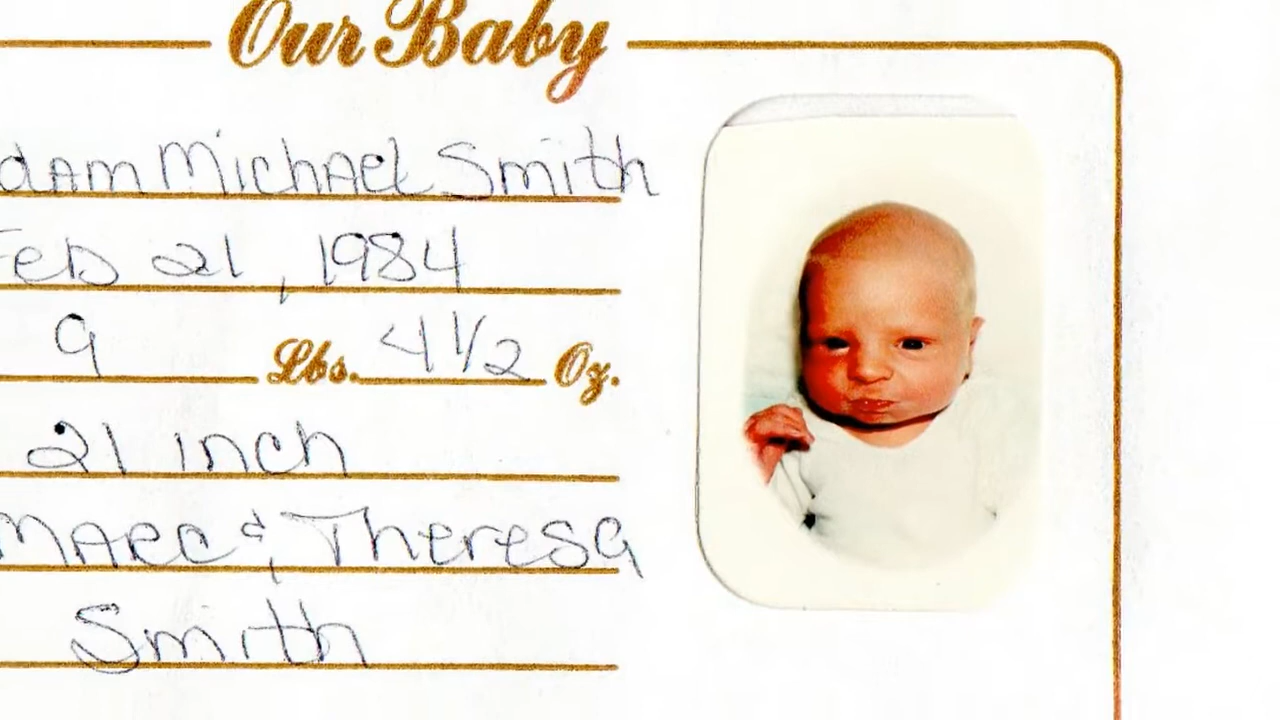 Our Baby
dam Michael Smith
Feb 21, 1984
9 Lbs. 4 1/2 Oz.
21 inch
Marc & Theresa
Smith